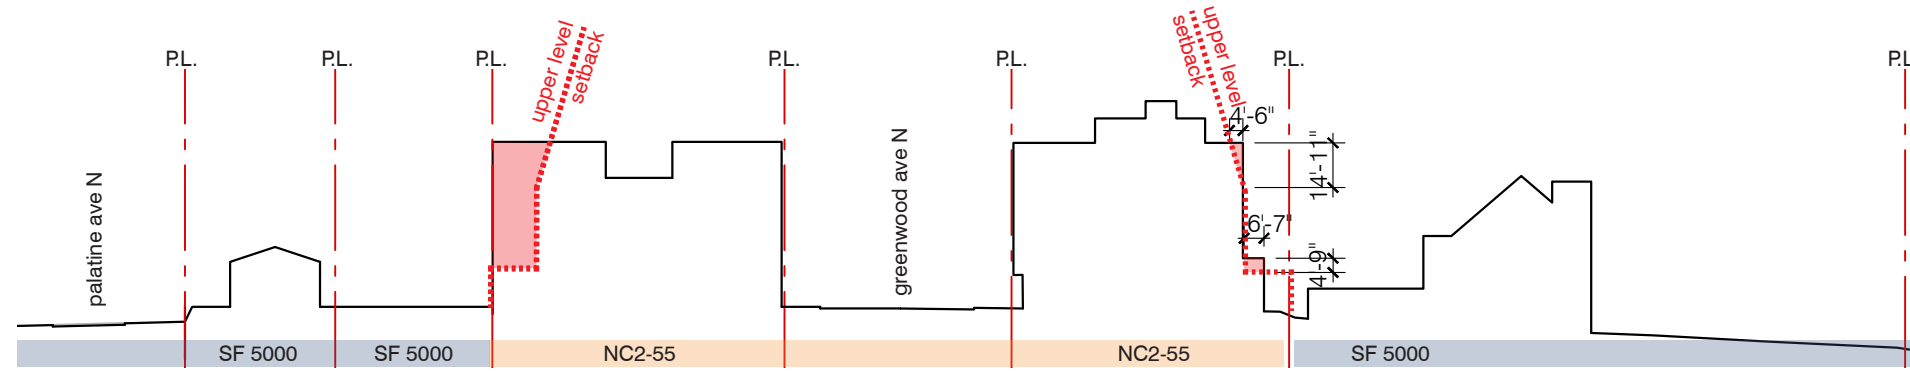 P.L.
P.L.
P.L.
P.L.
P.L.
P.L.
P.L
upper level
setback
upper level
setback
4'-6"
14'-11"
6'-7"
4'-9"
palatine ave N
greenwood ave N
SF 5000
SF 5000
NC2-55
NC2-55
SF 5000